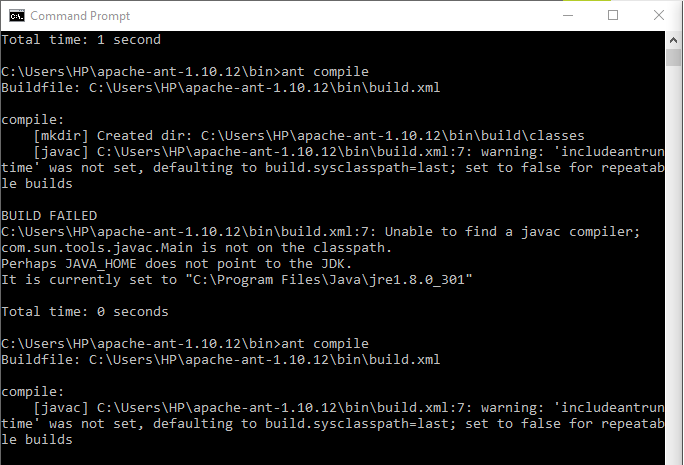 Command Prompt
Total time: 1 second
C:\Users\HP\apache-ant-1.10.12\bin>ant compile
Buildfile: C:\Users\HP\apache-ant-1.10.12\bin\build.xml
compile:
    [mkdir] Created dir: C:\Users\HP\apache-ant-1.10.12\bin\build\classes
    [javac] C:\Users\HP\apache-ant-1.10.12\bin\build.xml:7: warning: 'includeantrun
time' was not set, defaulting to build.sysclasspath=last; set to false for repeatab
le builds
BUILD FAILED
C:\Users\HP\apache-ant-1.10.12\bin\build.xml:7: Unable to find a javac compiler;
com.sun.tools.javac.Main is not on the classpath.
Perhaps JAVA_HOME does not point to the JDK.
It is currently set to "C:\Program Files\Java\jre1.8.0_301"
Total time: 0 seconds
C:\Users\HP\apache-ant-1.10.12\bin>ant compile
Buildfile: C:\Users\HP\apache-ant-1.10.12\bin\build.xml
compile:
    [javac] C:\Users\HP\apache-ant-1.10.12\bin\build.xml:7: warning: 'includeantrun
time' was not set, defaulting to build.sysclasspath=last; set to false for repeatab
le builds